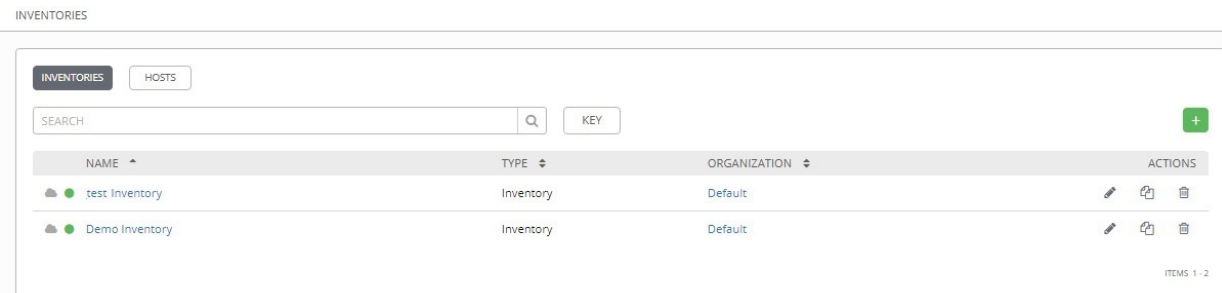 INVENTORIES
INVENTORIES HOSTS
SEARCH KEY +
NAME TYPE ORGANIZATION ACTIONS
test Inventory Inventory Default
Demo Inventory Inventory Default
ITEMS 1 - 2